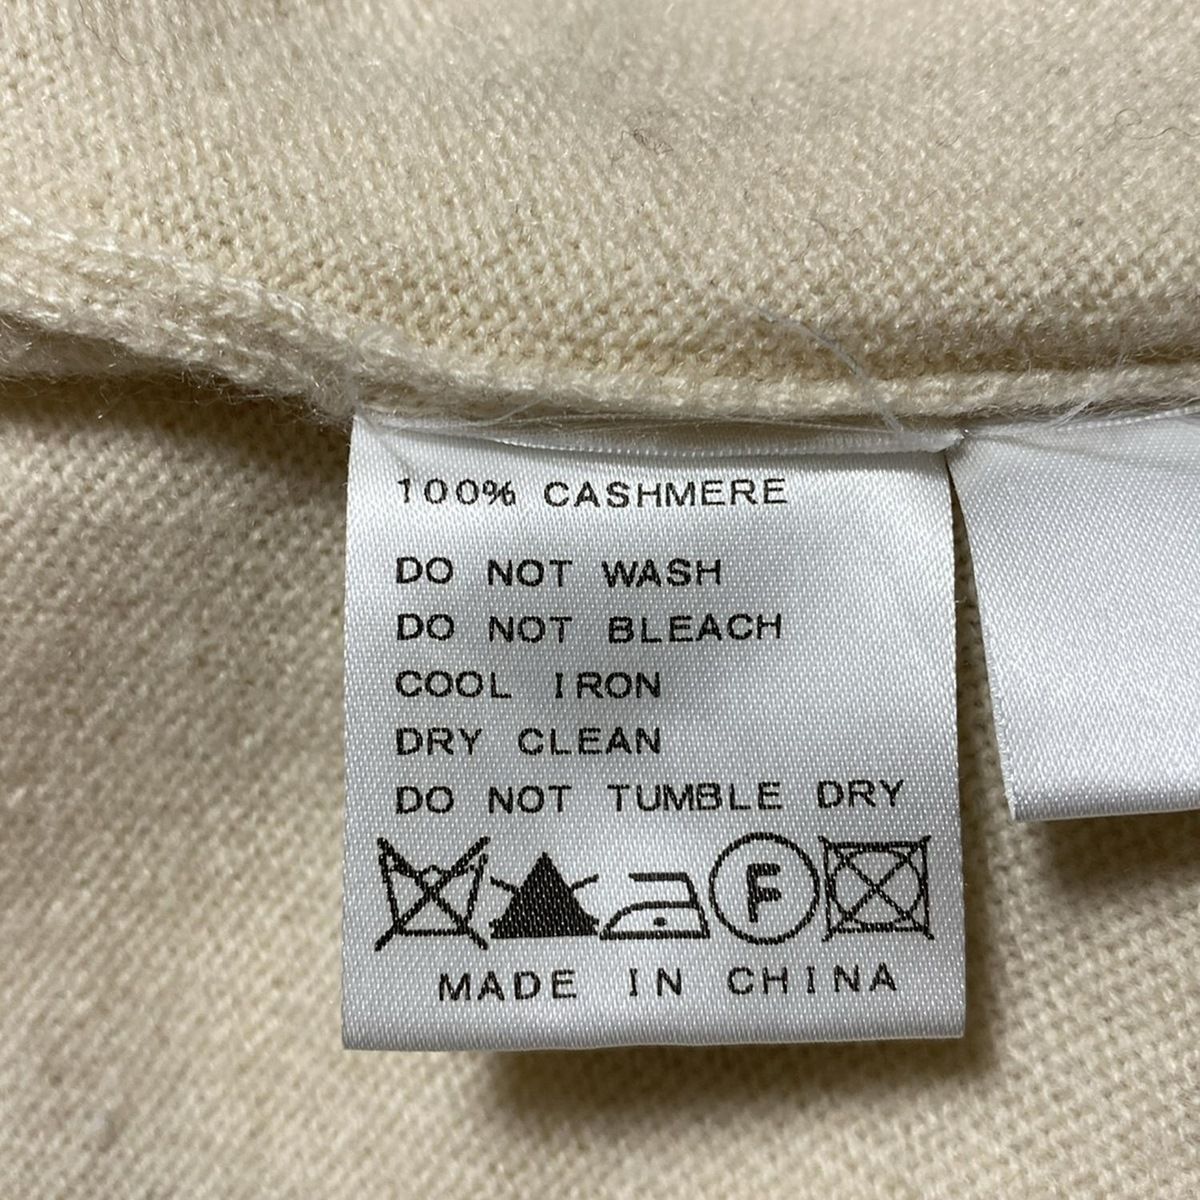 100% CASHMERE
DO NOT WASH
DO NOT BLEACH
COOL IRON
DRY CLEAN
DO NOT TUMBLE DRY
F
MADE IN CHINA